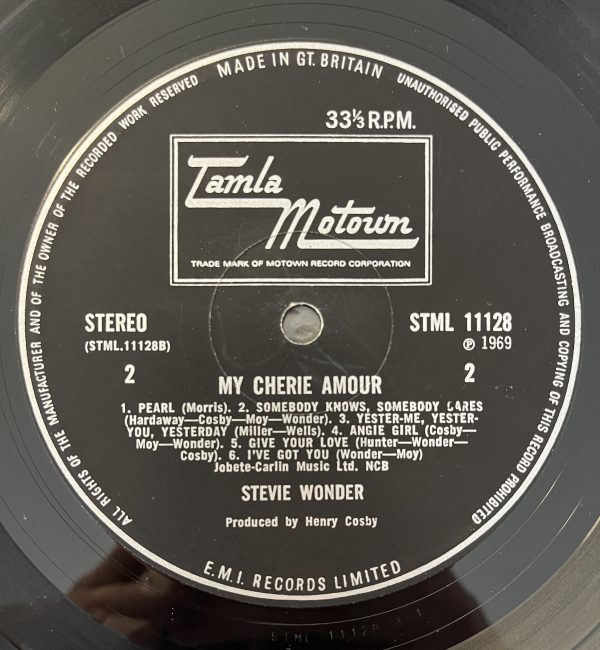 MADE IN GT. BRITAIN
UNAUTHORISED PUBLIC PERFORMANCE BROADCASTING AND COPYING OF THIS RECORD PROHIBITED
ALL RIGHTS OF THE MANUFACTURER AND OF THE OWNER OF THE RECORDED WORK RESERVED
33⅓ R.P.M.
Tamla
Motown
TRADE MARK OF MOTOWN RECORD CORPORATION
STEREO
STML 11128
(STML.11128B)
℗ 1969
2
2
MY CHERIE AMOUR
1. PEARL (Morris). 2. SOMEBODY KNOWS, SOMEBODY CARES
(Hardaway—Cosby—Moy—Wonder). 3. YESTER-ME, YESTER-
YOU, YESTERDAY (Miller—Wells). 4. ANGIE GIRL (Cosby—
Moy—Wonder). 5. GIVE YOUR LOVE (Hunter—Wonder—
Cosby). 6. I'VE GOT YOU (Wonder—Moy)
Jobete-Carlin Music Ltd. NCB
STEVIE WONDER
Produced by Henry Cosby
E.M.I. RECORDS LIMITED
STML 11128